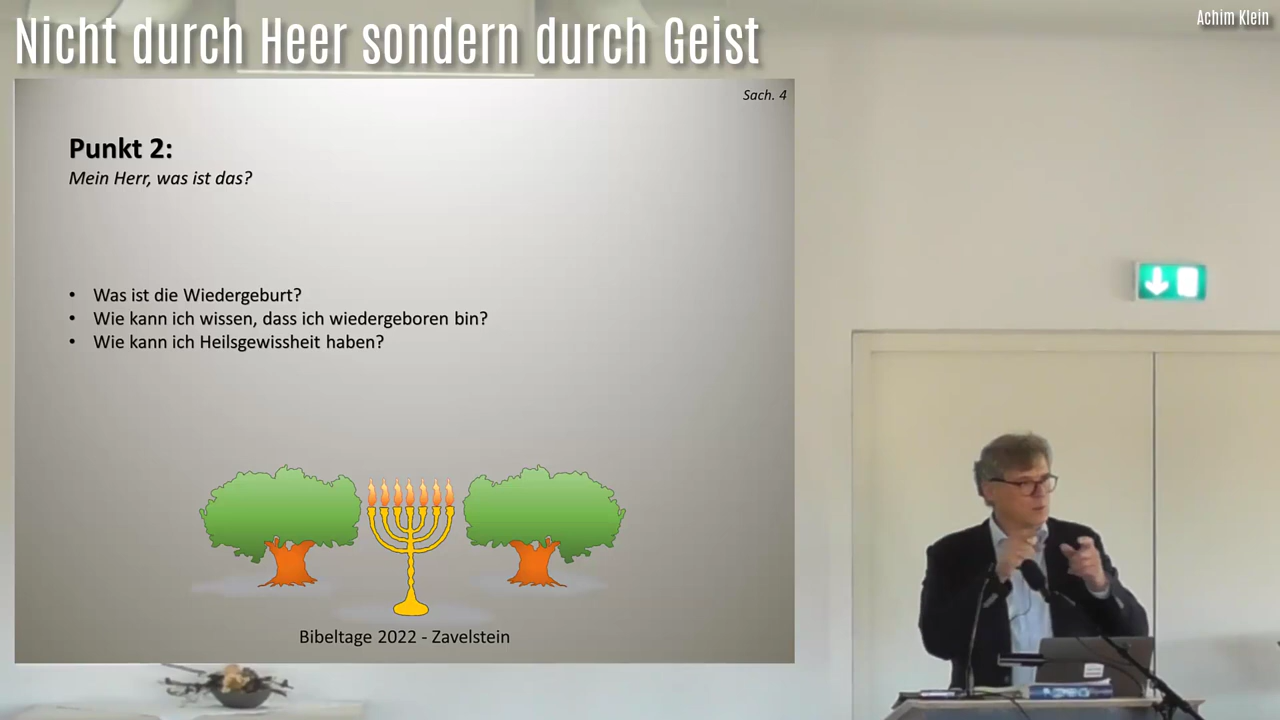 Nicht durch Heer sondern durch Geist
Achim Klein
Sach. 4
Punkt 2:
Mein Herr, was ist das?
• Was ist die Wiedergeburt?
• Wie kann ich wissen, dass ich wiedergeboren bin?
• Wie kann ich Heilsgewissheit haben?
Bibeltage 2022 - Zavelstein